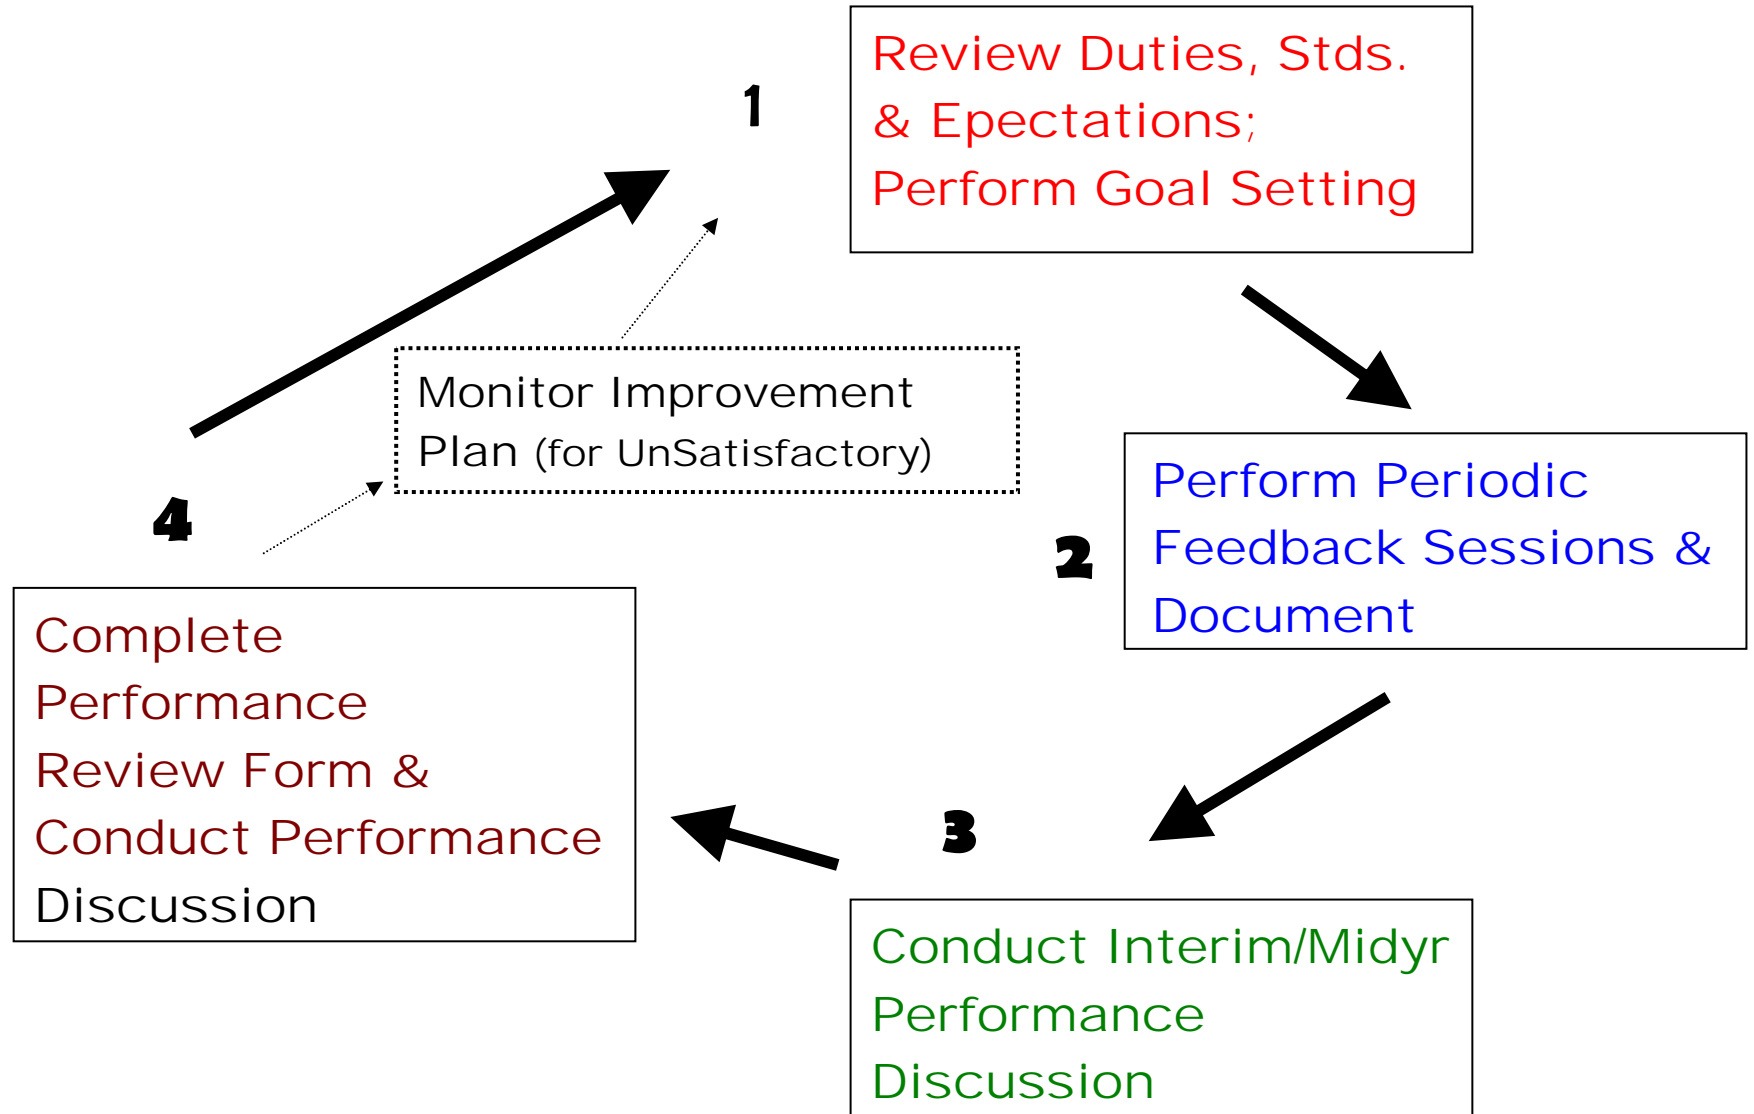 1
Review Duties, Stds.
& Epectations;
Perform Goal Setting
Monitor Improvement
Plan (for UnSatisfactory)
2
Perform Periodic
Feedback Sessions &
Document
3
Conduct Interim/Midyr
Performance
Discussion
4
Complete
Performance
Review Form &
Conduct Performance
Discussion